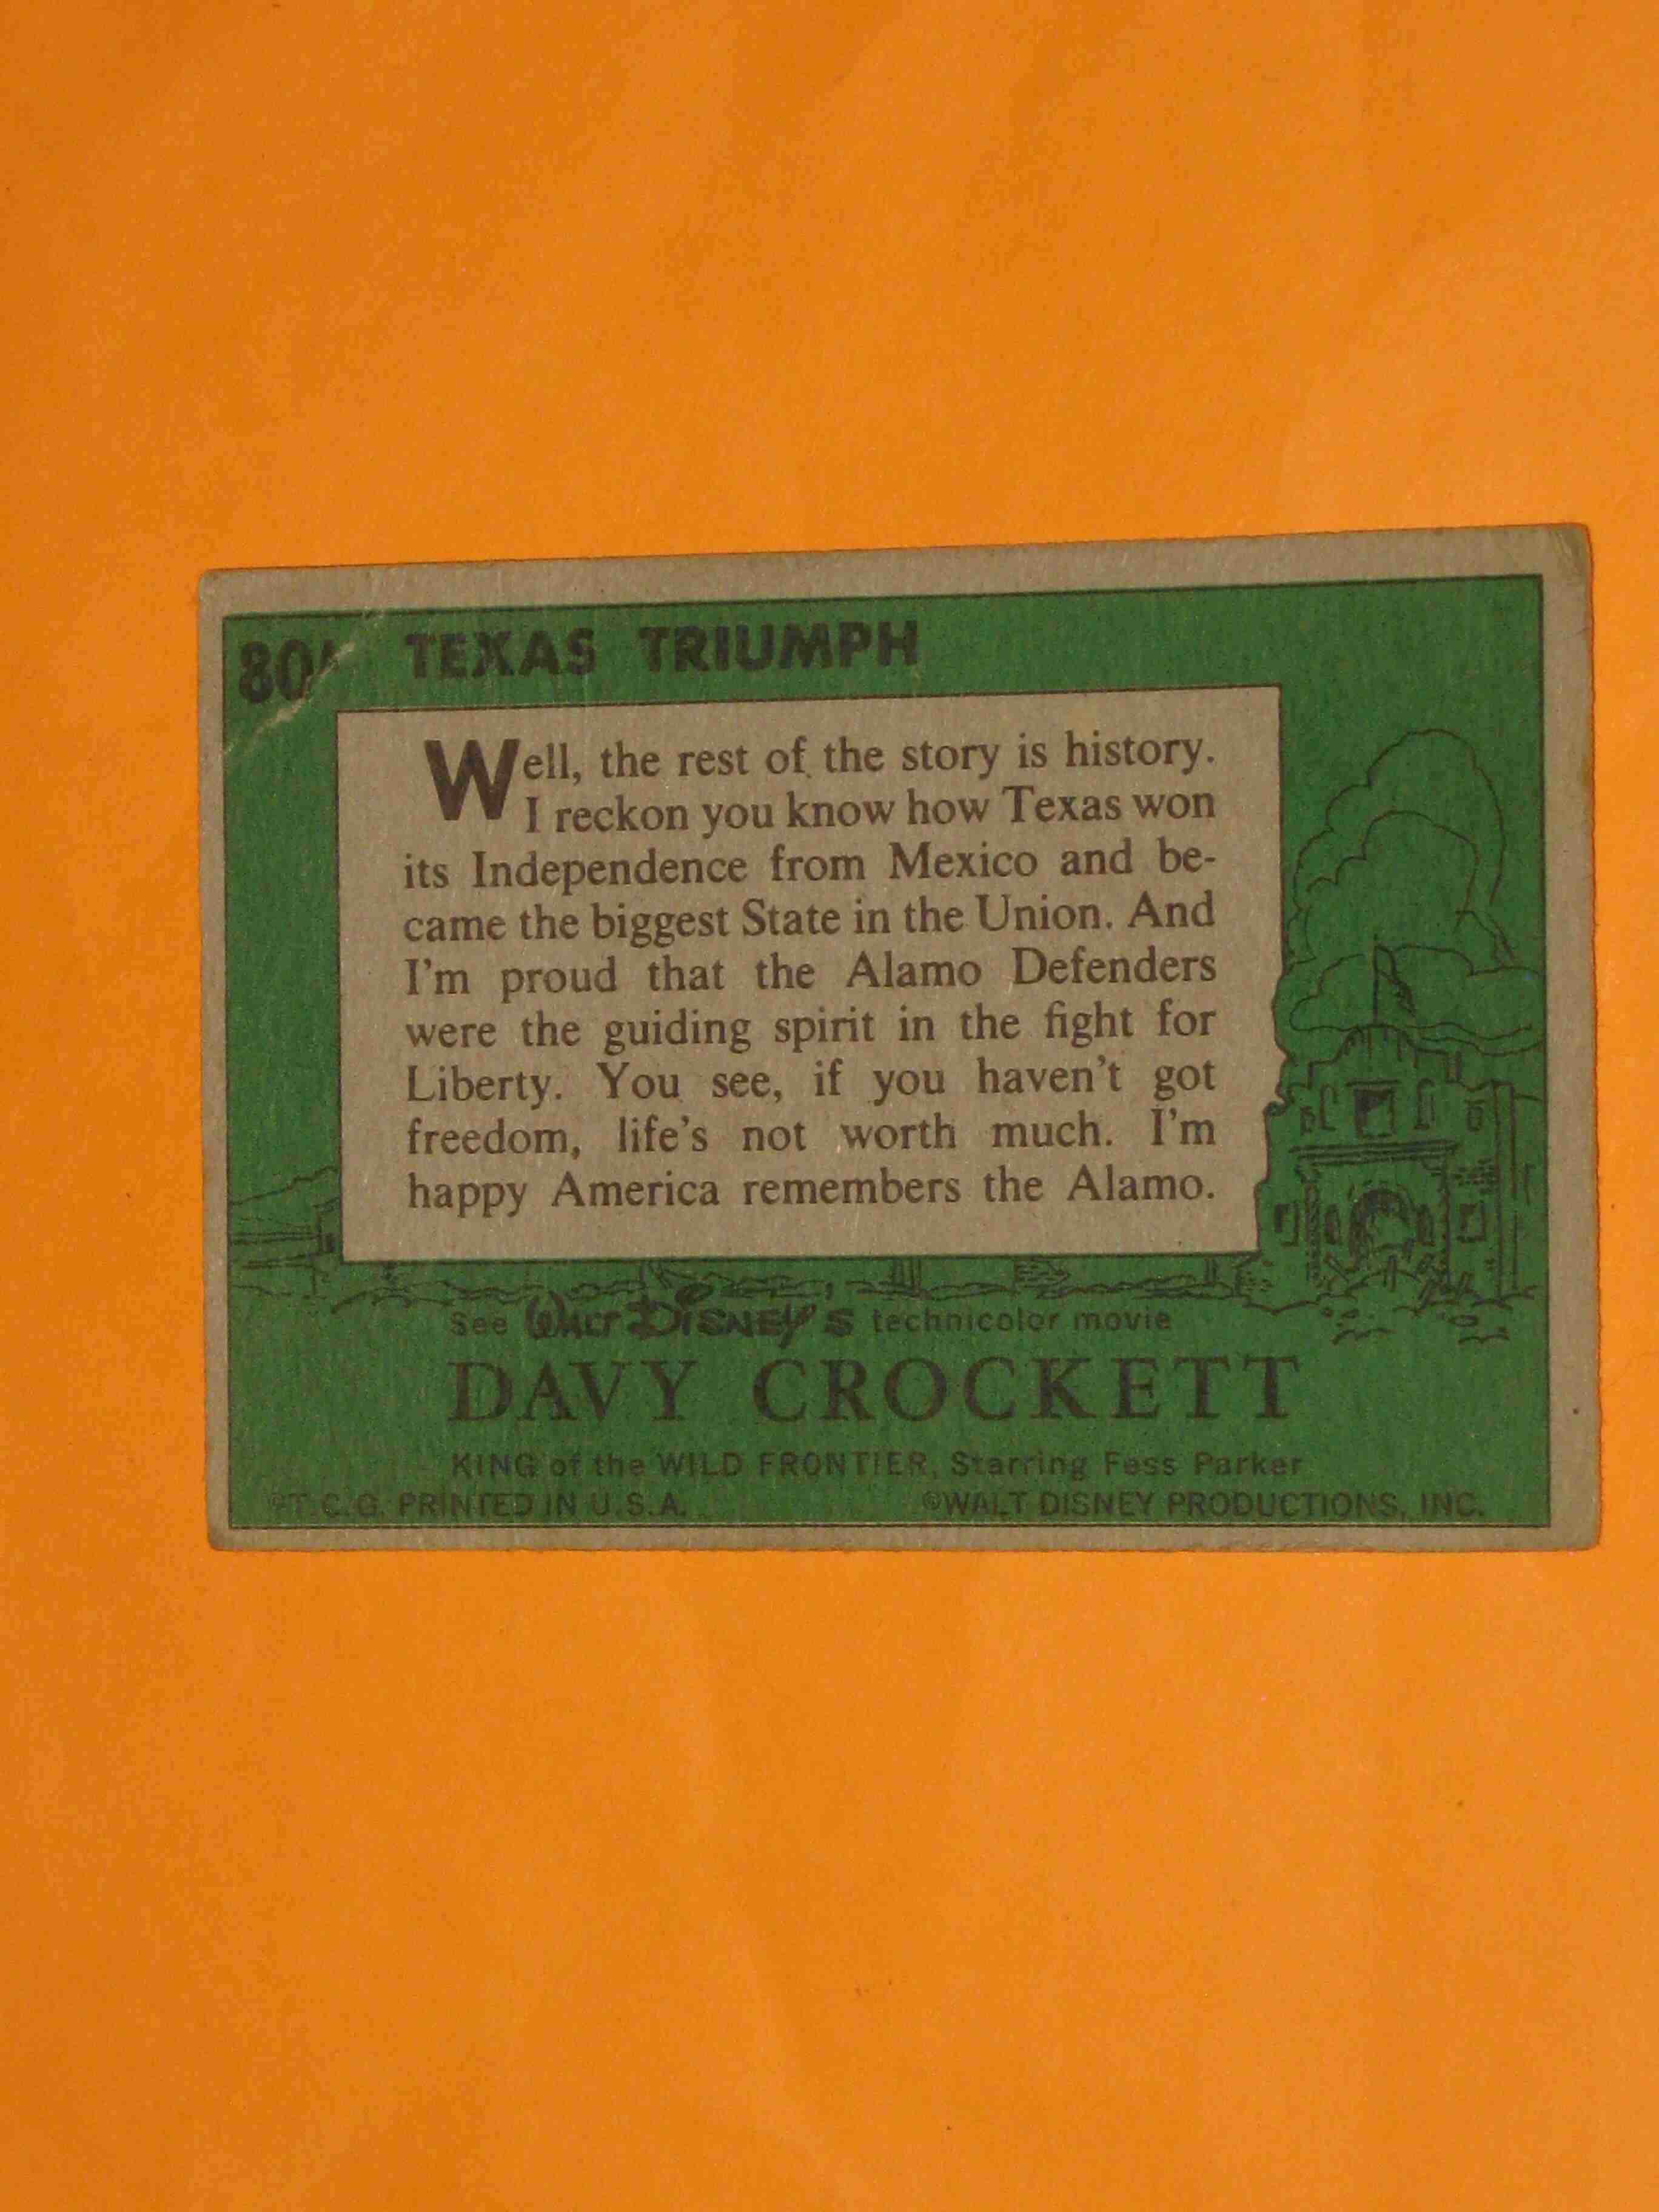 80A TEXAS TRIUMPH
Well, the rest of the story is history.
I reckon you know how Texas won
its Independence from Mexico and be-
came the biggest State in the Union. And
I'm proud that the Alamo Defenders
were the guiding spirit in the fight for
Liberty. You see, if you haven't got
freedom, life's not worth much. I'm
happy America remembers the Alamo.
See WALT DISNEY'S technicolor movie
DAVY CROCKETT
KING of the WILD FRONTIER, Starring Fess Parker
©T.C.G. PRINTED IN U.S.A. ©WALT DISNEY PRODUCTIONS, INC.